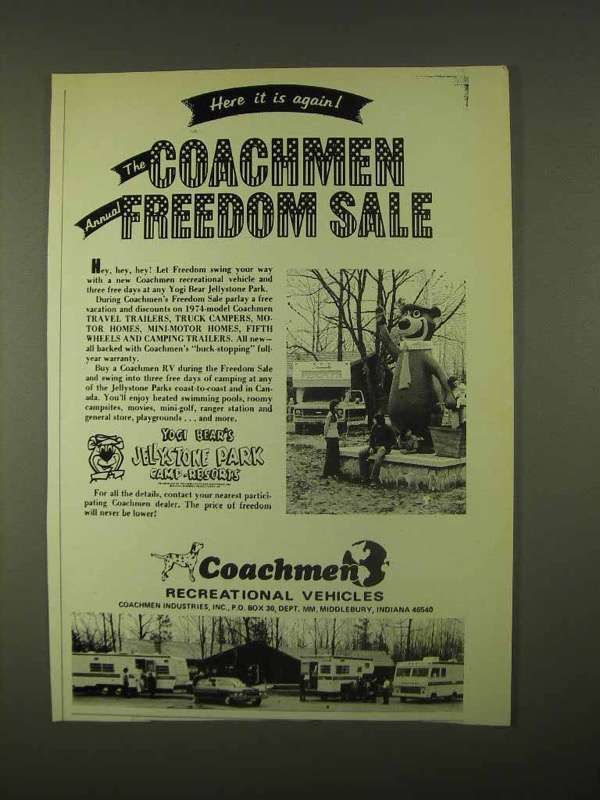 Here it is again!
The COACHMEN
Annual FREEDOM SALE
Hey, hey, hey! Let Freedom swing your way
with a new Coachmen recreational vehicle and
three free days at any Yogi Bear Jellystone Park.
During Coachmen's Freedom Sale parlay a free
vacation and discounts on 1974-model Coachmen
TRAVEL TRAILERS, TRUCK CAMPERS, MO-
TOR HOMES, MINI-MOTOR HOMES, FIFTH
WHEELS AND CAMPING TRAILERS. All new—
all backed with Coachmen's "buck-stopping" full-
year warranty.
Buy a Coachmen RV during the Freedom Sale
and swing into three free days of camping at any
of the Jellystone Parks coast-to-coast and in Can-
ada. You'll enjoy heated swimming pools, roomy
campsites, movies, mini-golf, ranger station and
general store, playgrounds . . . and more.
YOGI BEAR'S
JELLYSTONE PARK
CAMP-RESORTS
For all the details, contact your nearest partici-
pating Coachmen dealer. The price of freedom
will never be lower!
Coachmen
RECREATIONAL VEHICLES
COACHMEN INDUSTRIES, INC., P.O. BOX 30, DEPT. MM, MIDDLEBURY, INDIANA 46540